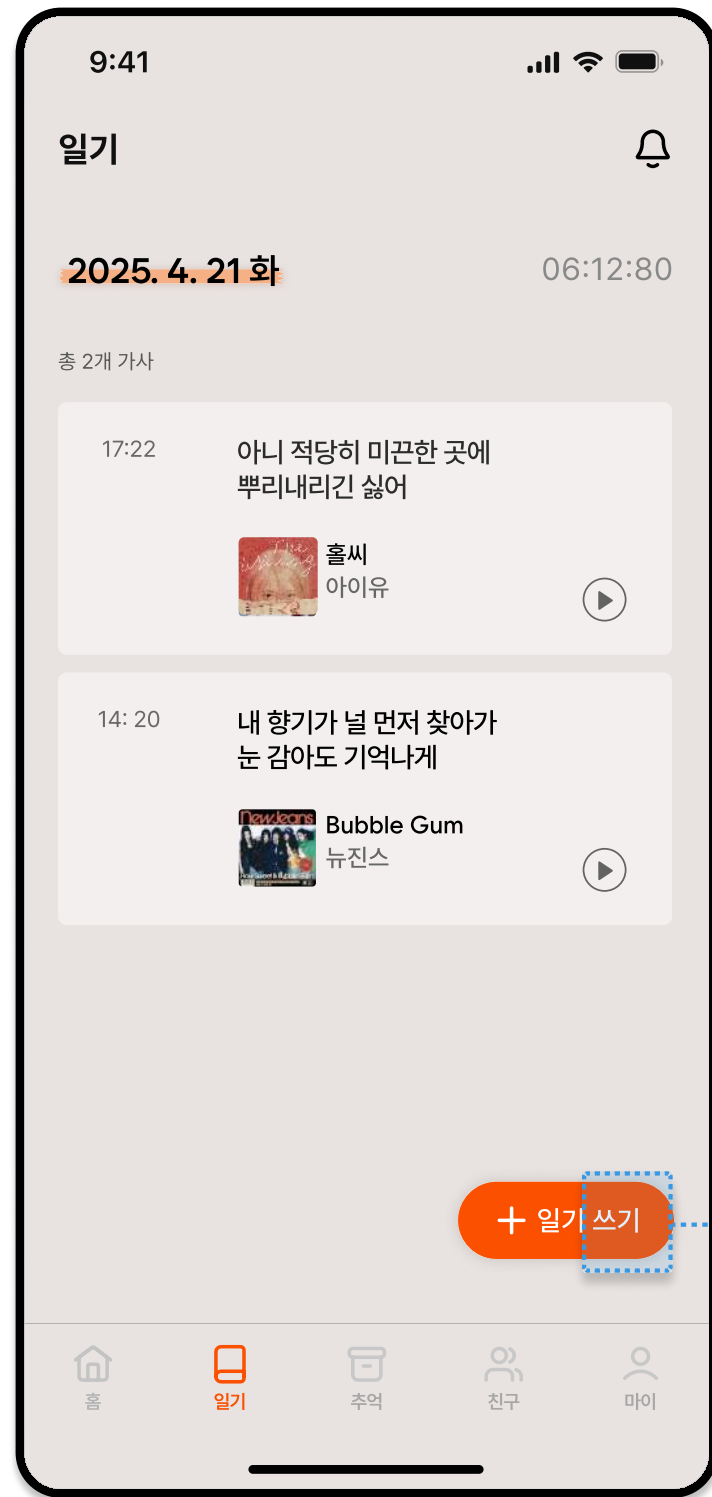 9:41
일기
2025. 4. 21 화
06:12:80
총 2개 가사
17:22
아니 적당히 미끈한 곳에
뿌리내리긴 싫어
홀씨
아이유
14: 20
내 향기가 널 먼저 찾아가
눈 감아도 기억나게
NewJeans
Bubble Gum
뉴진스
일기 쓰기
홈
일기
추억
친구
마이